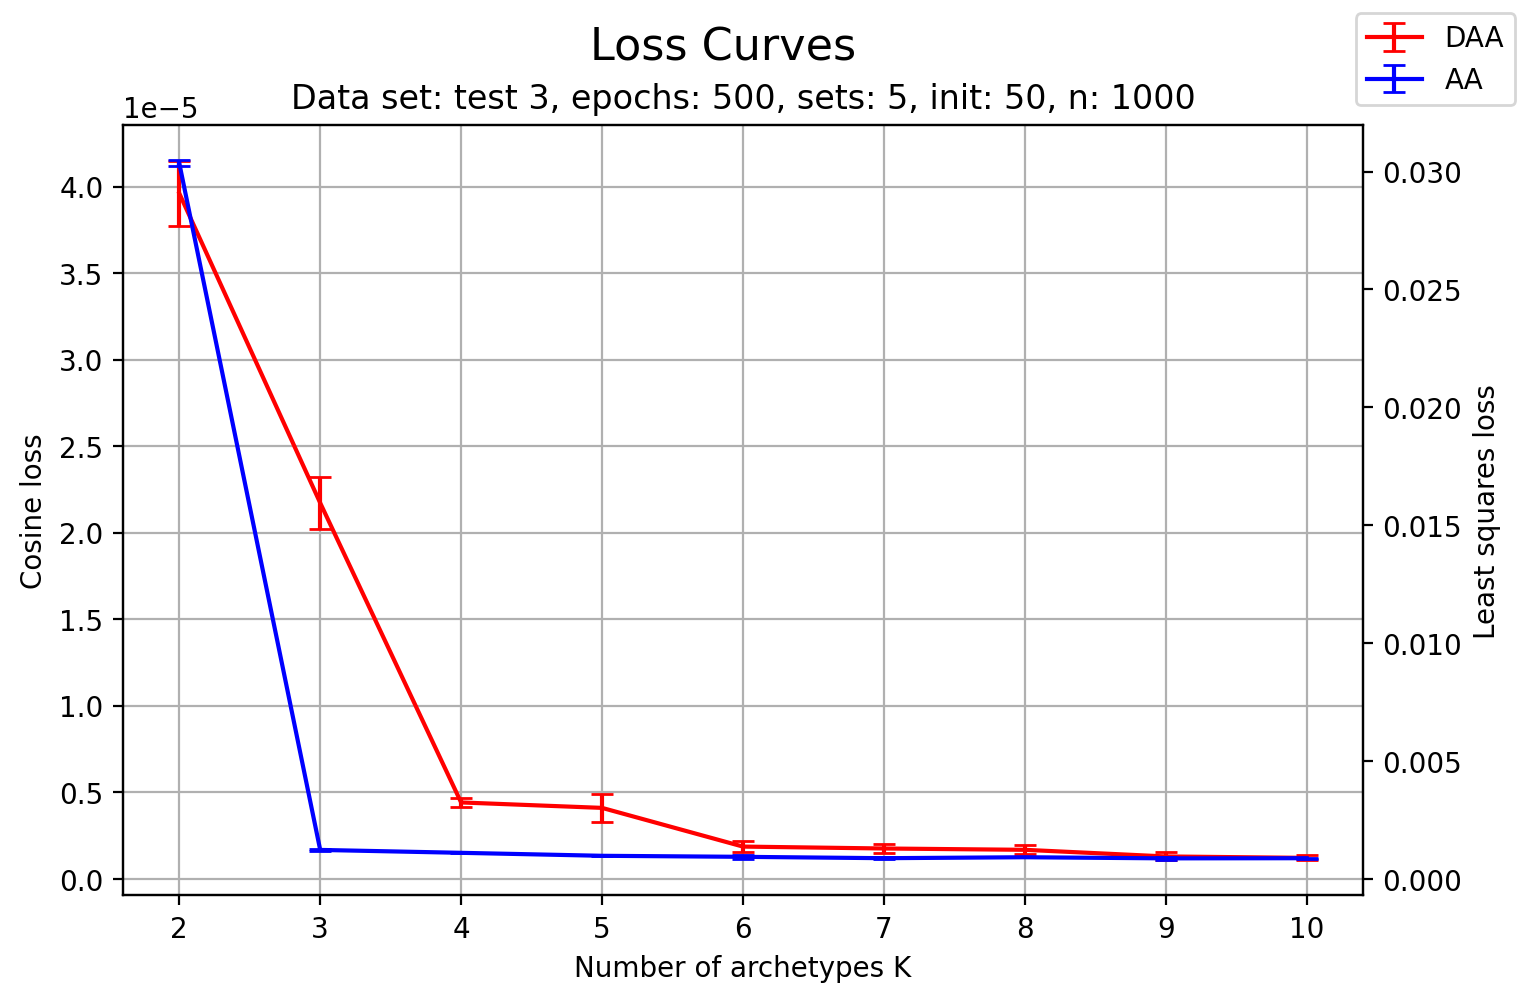 Loss Curves
DAA
AA
Data set: test 3, epochs: 500, sets: 5, init: 50, n: 1000
1e−5
4.0
3.5
3.0
2.5
2.0
1.5
1.0
0.5
0.0
Cosine loss
0.030
0.025
0.020
0.015
0.010
0.005
0.000
Least squares loss
2 3 4 5 6 7 8 9 10
Number of archetypes K